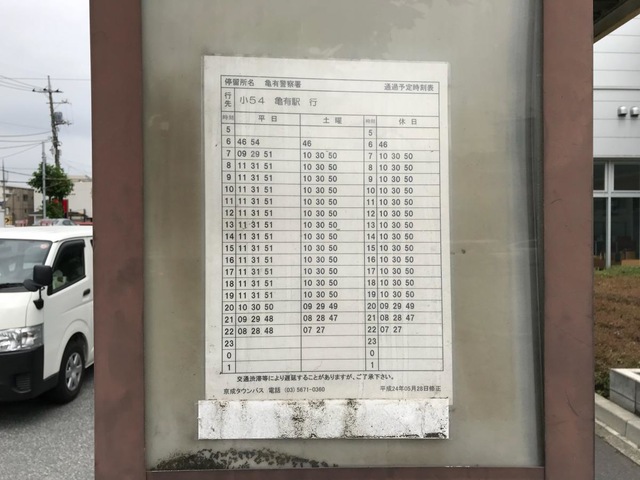 停留所名 亀有警察署 通過予定時刻表
行先 小54 亀有駅 行
時刻 平日 土曜 時刻 休日
5 5
6 46 54 46 6 46
7 09 29 51 10 30 50 7 10 30 50
8 11 31 51 10 30 50 8 10 30 50
9 11 31 51 10 30 50 9 10 30 50
10 11 31 51 10 30 50 10 10 30 50
11 11 31 51 10 30 50 11 10 30 50
12 11 31 51 10 30 50 12 10 30 50
13 11 31 51 10 30 50 13 10 30 50
14 11 31 51 10 30 50 14 10 30 50
15 11 31 51 10 30 50 15 10 30 50
16 11 31 51 10 30 50 16 10 30 50
17 11 31 51 10 30 50 17 10 30 50
18 11 31 51 10 30 50 18 10 30 50
19 11 31 51 10 30 50 19 10 30 50
20 10 30 50 09 29 49 20 09 29 49
21 09 29 48 08 28 47 21 08 28 47
22 08 28 48 07 27 22 07 27
23 23
0 0
1 1
交通渋滞等により遅延することがありますが、ご了承下さい。
京成タウンバス 電話 (03) 5671-0360 平成24年05月28日修正